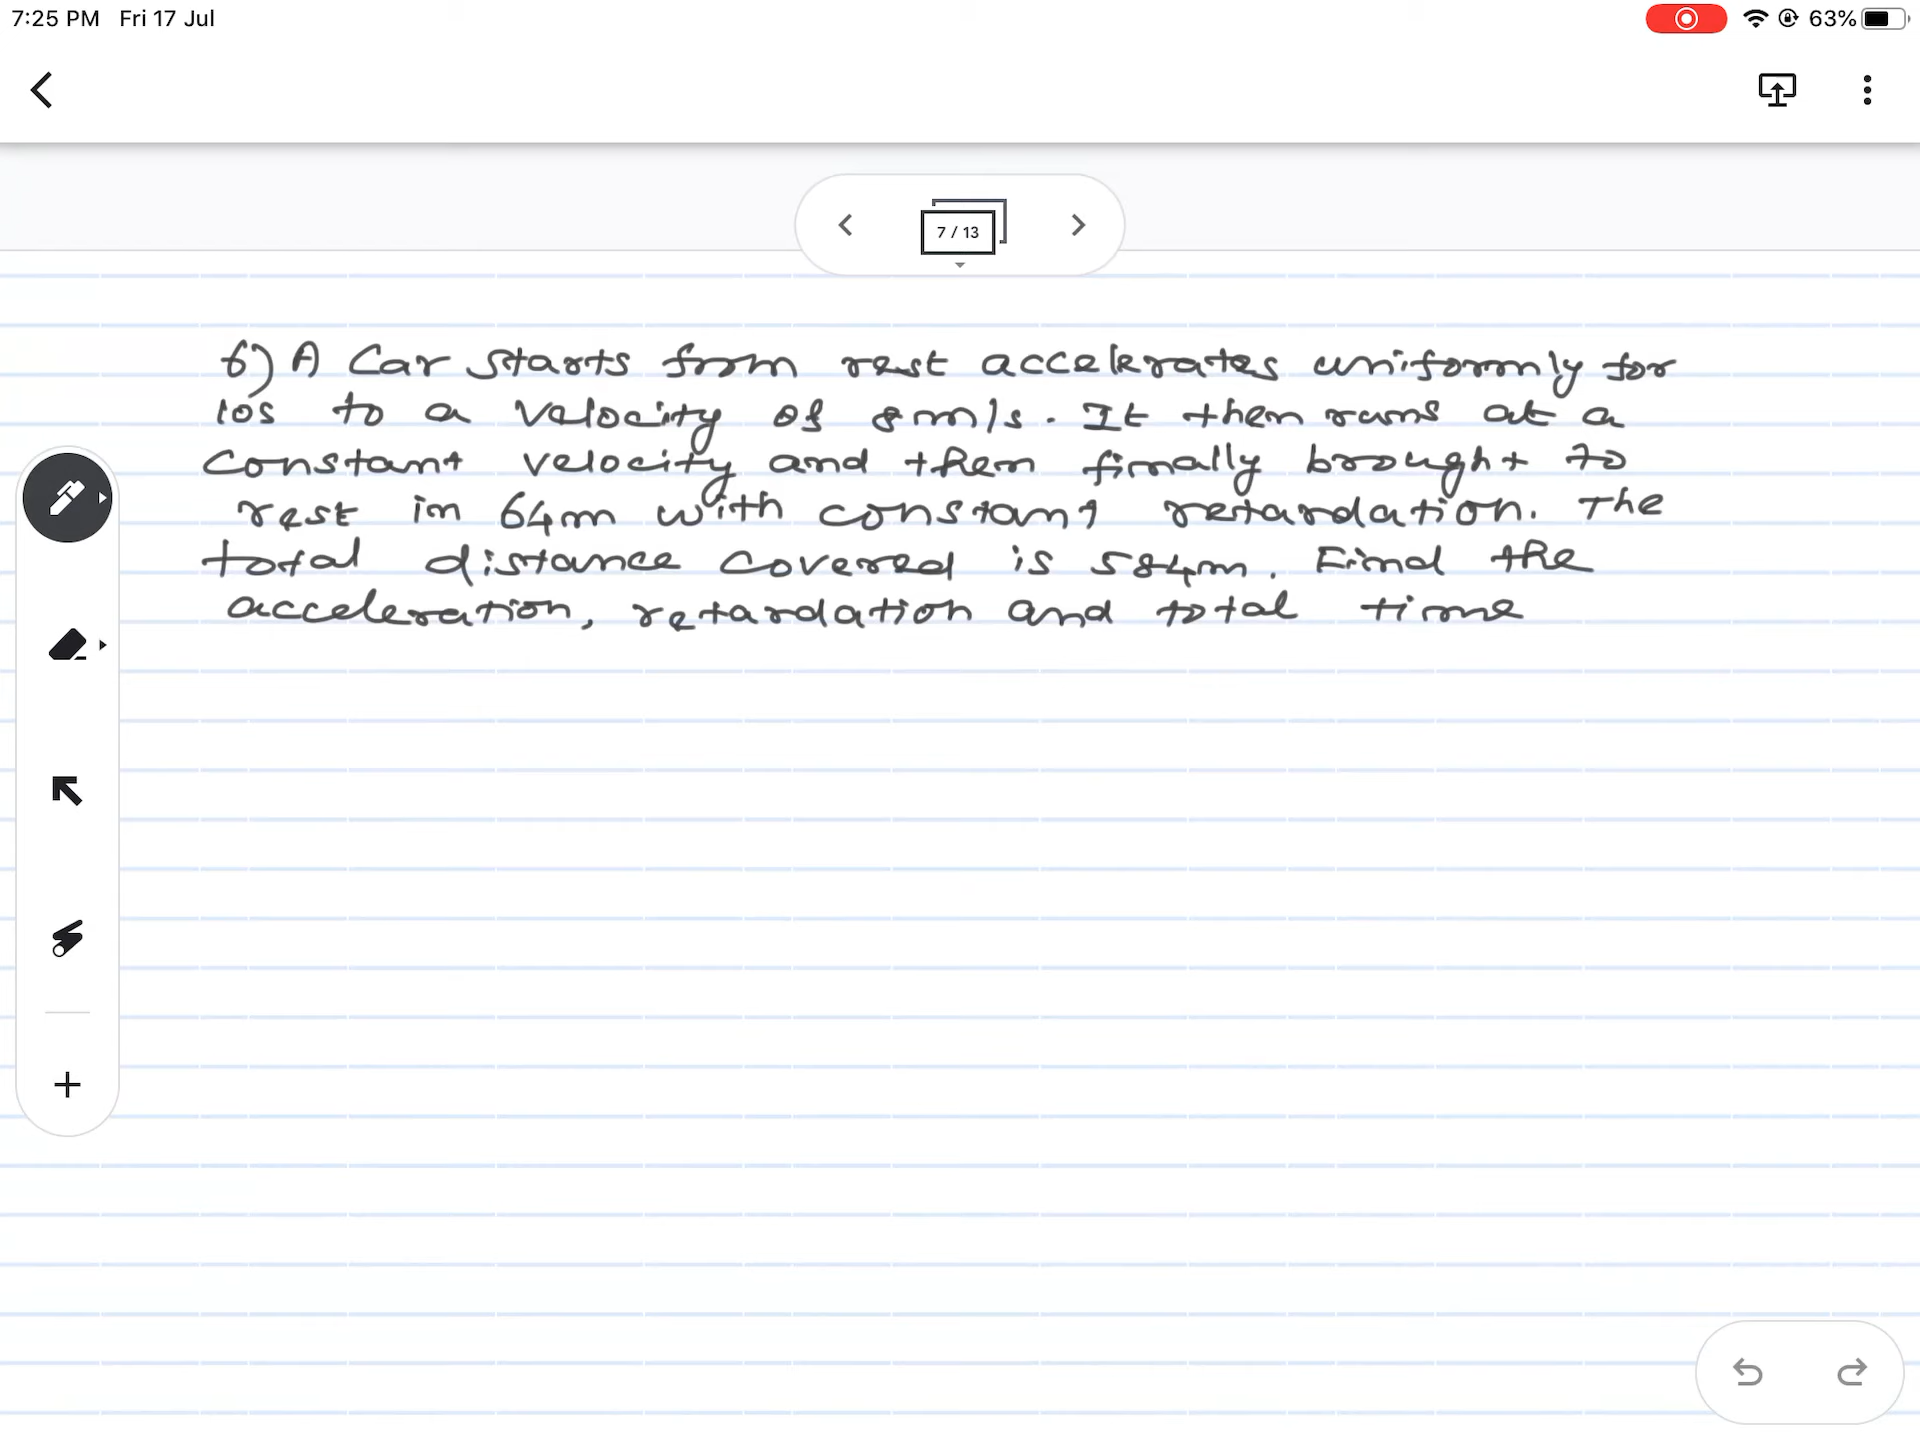 7:25 PM Fri 17 Jul
63%
7 / 13
6) A Car starts from rest accelerates uniformly for
10s to a velocity of 8m/s. It then runs at a
Constant velocity and then finally brought to
rest in 64m with constant retardation. The
total distance covered is 584m. Find the
acceleration, retardation and total time